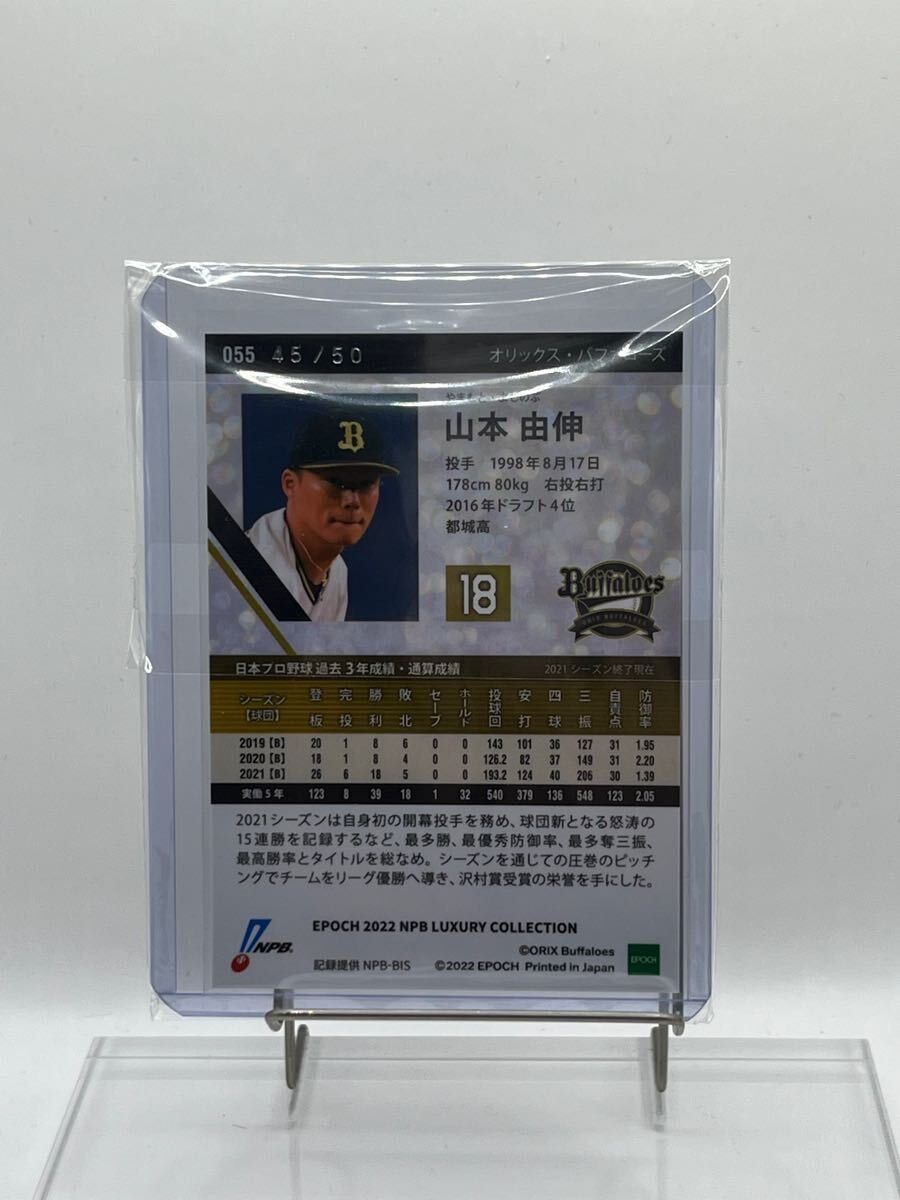 055 45/50
オリックス・バファローズ
やまもと よしのぶ
山本 由伸
投手 1998年8月17日
178cm 80kg 右投右打
2016年ドラフト4位
都城高
B
18
Buffaloes
ORIX BUFFALOES
日本プロ野球 過去3年成績・通算成績 2021シーズン終了現在
シーズン【球団】 登板 完投 勝利 敗北 セーブ ホールド 投球回 安打 四球 三振 自責点 防御率
2019【B】 20 1 8 6 0 0 143 101 36 127 31 1.95
2020【B】 18 1 8 4 0 0 126.2 82 37 149 31 2.20
2021【B】 26 6 18 5 0 0 193.2 124 40 206 30 1.39
実働5年 123 8 39 18 1 32 540 379 136 548 123 2.05
2021シーズンは自身初の開幕投手を務め、球団新となる怒涛の
15連勝を記録するなど、最多勝、最優秀防御率、最多奪三振、
最高勝率とタイトルを総なめ。シーズンを通じての圧巻のピッチ
ングでチームをリーグ優勝へ導き、沢村賞受賞の栄誉を手にした。
EPOCH 2022 NPB LUXURY COLLECTION
NPB
©ORIX Buffaloes
記録提供 NPB-BIS ©2022 EPOCH Printed in Japan
EPOCH